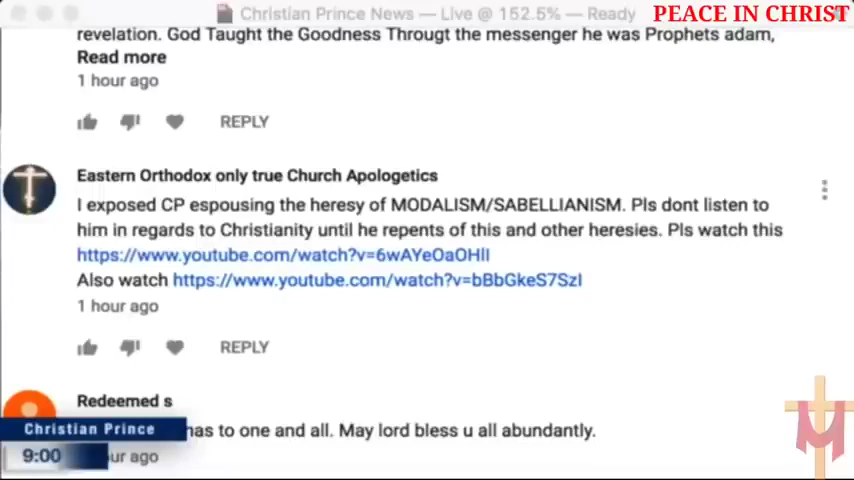 Christian Prince News — Live @ 152.5% — Ready
PEACE IN CHRIST
revelation. God Taught the Goodness Througt the messenger he was Prophets adam,
Read more
1 hour ago
REPLY
Eastern Orthodox only true Church Apologetics
I exposed CP espousing the heresy of MODALISM/SABELLIANISM. Pls dont listen to
him in regards to Christianity until he repents of this and other heresies. Pls watch this
https://www.youtube.com/watch?v=6wAYeOaOHlI
Also watch https://www.youtube.com/watch?v=bBbGkeS7SzI
1 hour ago
REPLY
Redeemed s
Christian Prince
has to one and all. May lord bless u all abundantly.
9:00
ur ago